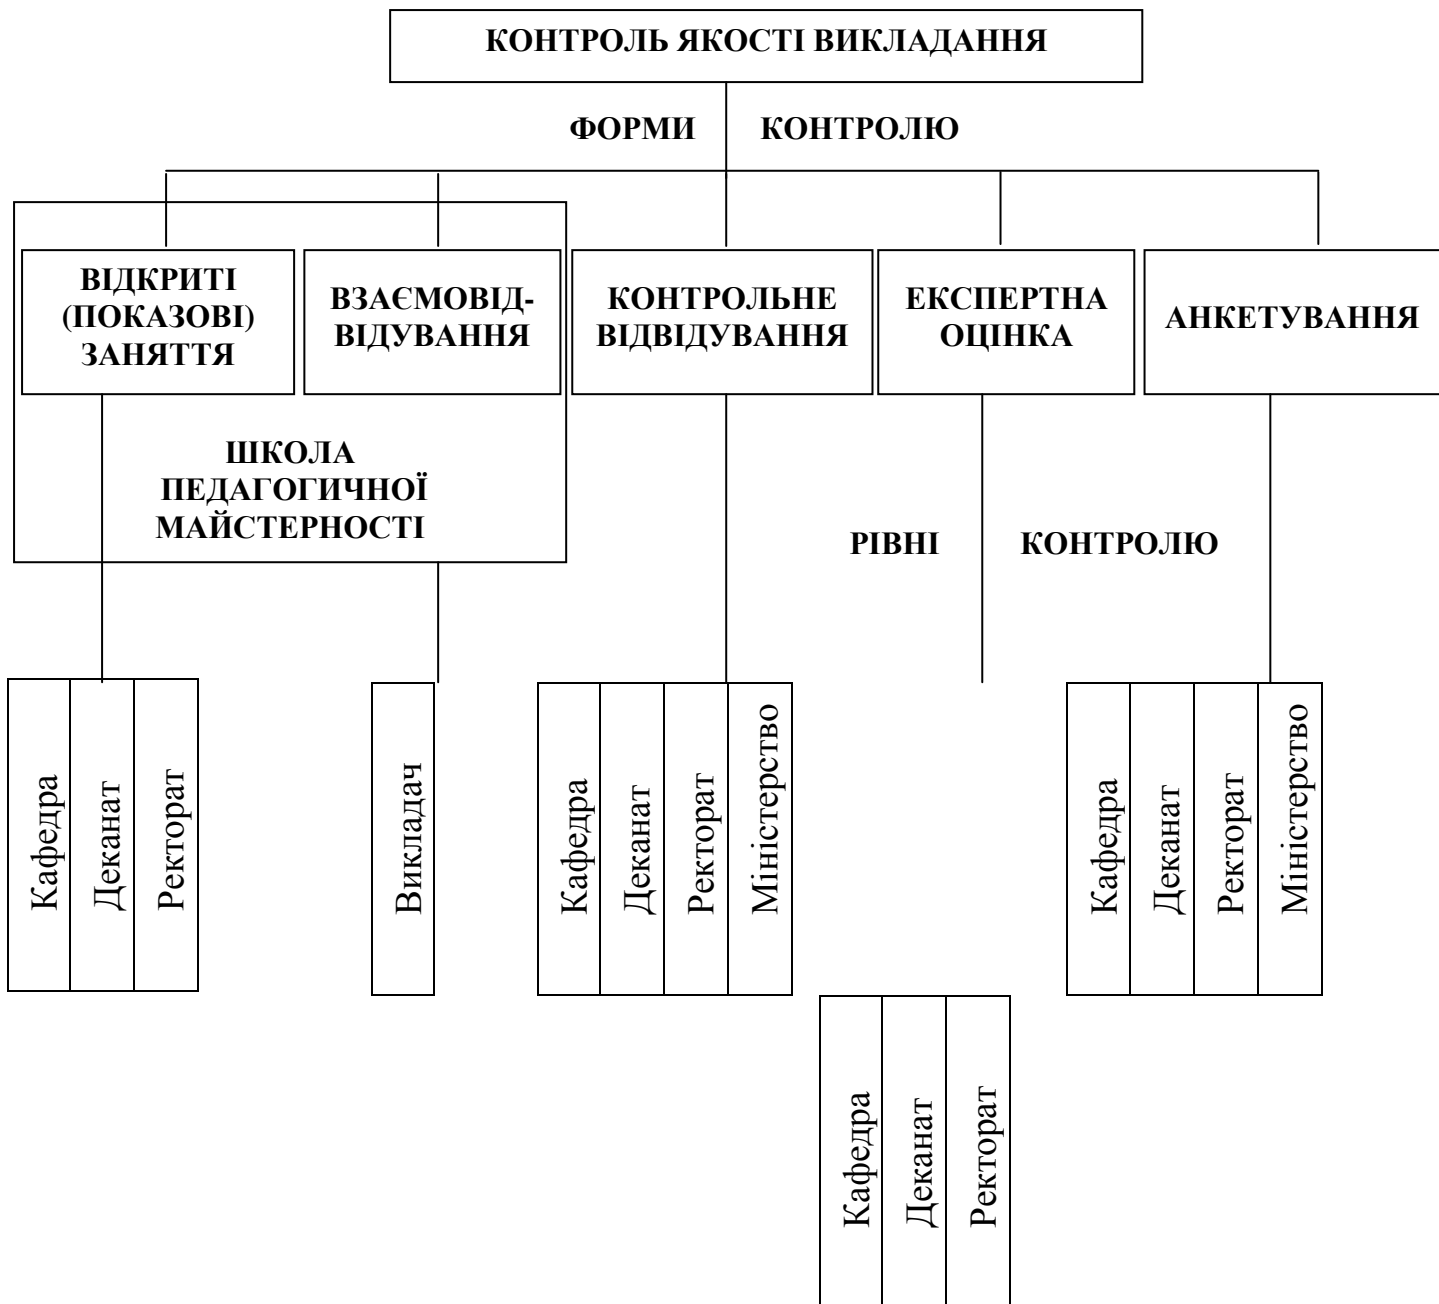 КОНТРОЛЬ ЯКОСТІ ВИКЛАДАННЯ
ФОРМИ КОНТРОЛЮ
ВІДКРИТІ
(ПОКАЗОВІ)
ЗАНЯТТЯ
ВЗАЄМОВІД-
ВІДУВАННЯ
КОНТРОЛЬНЕ
ВІДВІДУВАННЯ
ЕКСПЕРТНА
ОЦІНКА
АНКЕТУВАННЯ
ШКОЛА
ПЕДАГОГИЧНОЇ
МАЙСТЕРНОСТІ
РІВНІ КОНТРОЛЮ
Кафедра
Деканат
Ректорат
Викладач
Кафедра
Деканат
Ректорат
Міністерство
Кафедра
Деканат
Ректорат
Міністерство
Кафедра
Деканат
Ректорат